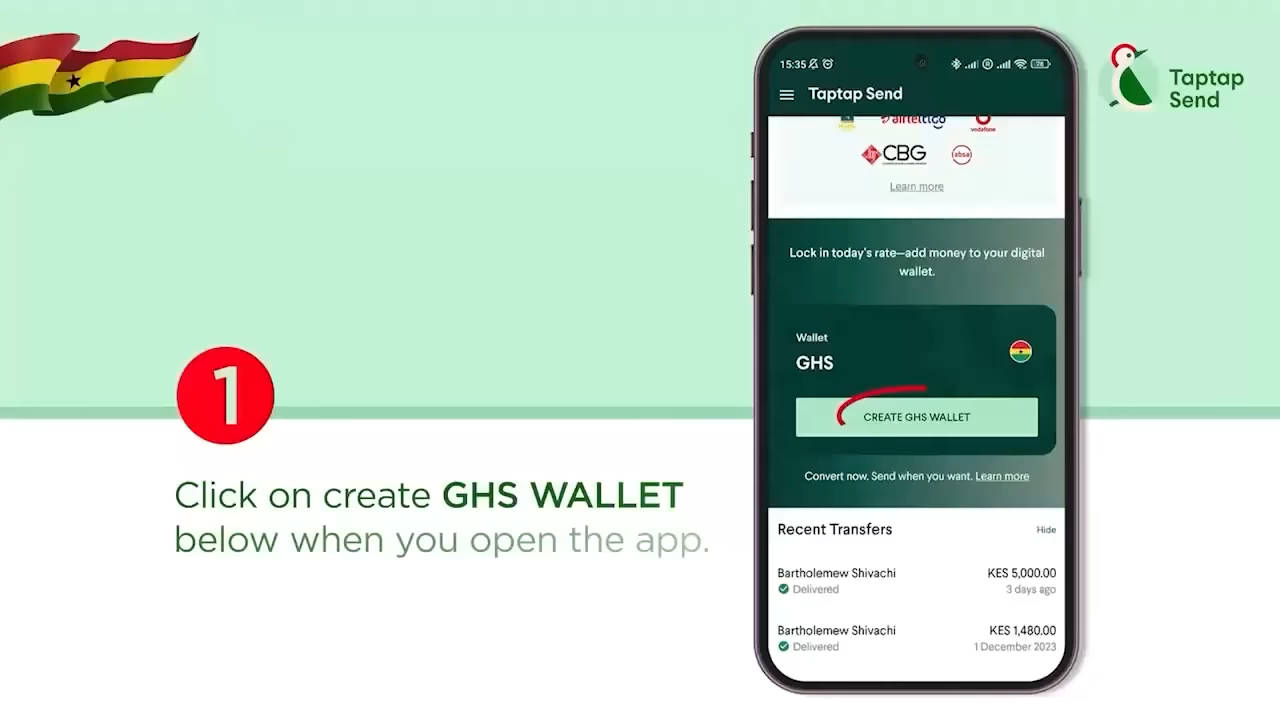 1
Click on create GHS WALLET
below when you open the app.
15:35
78
Taptap Send
airteltigo
vodafone
CBG
absa
Learn more
Lock in today's rate—add money to your digital
wallet.
Wallet
GHS
CREATE GHS WALLET
Convert now. Send when you want. Learn more
Recent Transfers
Hide
Bartholemew Shivachi
KES 5,000.00
Delivered
3 days ago
Bartholemew Shivachi
KES 1,480.00
Delivered
1 December 2023
Taptap
Send